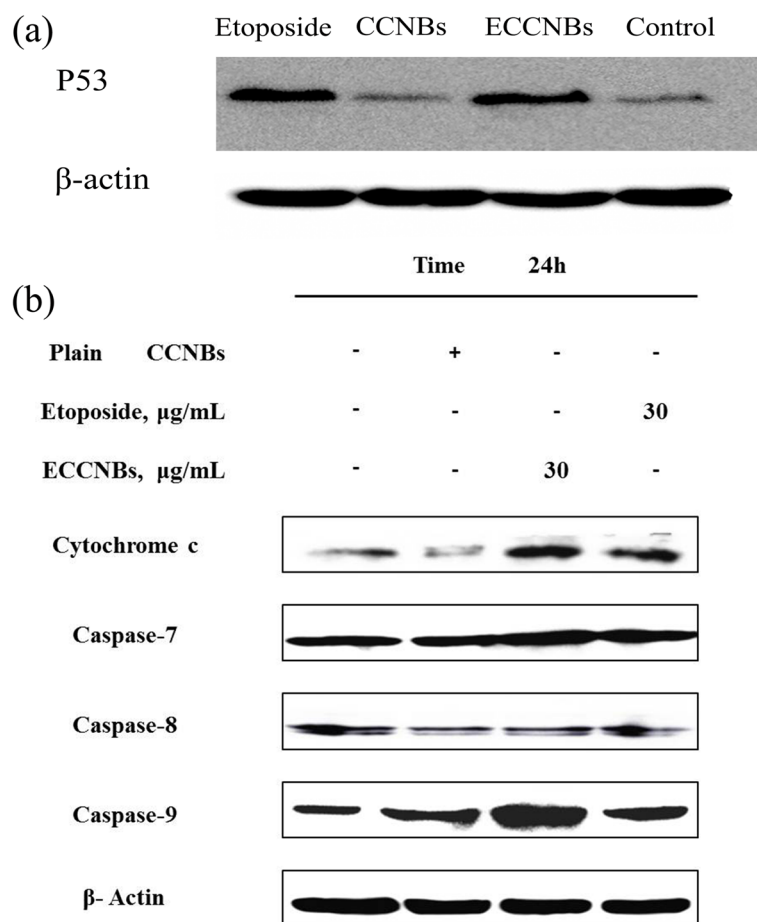 (a)
Etoposide CCNBs ECCNBs Control
P53
β-actin
Time 24h
(b)
Plain CCNBs - + - -
Etoposide, µg/mL - - - 30
ECCNBs, µg/mL - - 30 -
Cytochrome c
Caspase-7
Caspase-8
Caspase-9
β- Actin